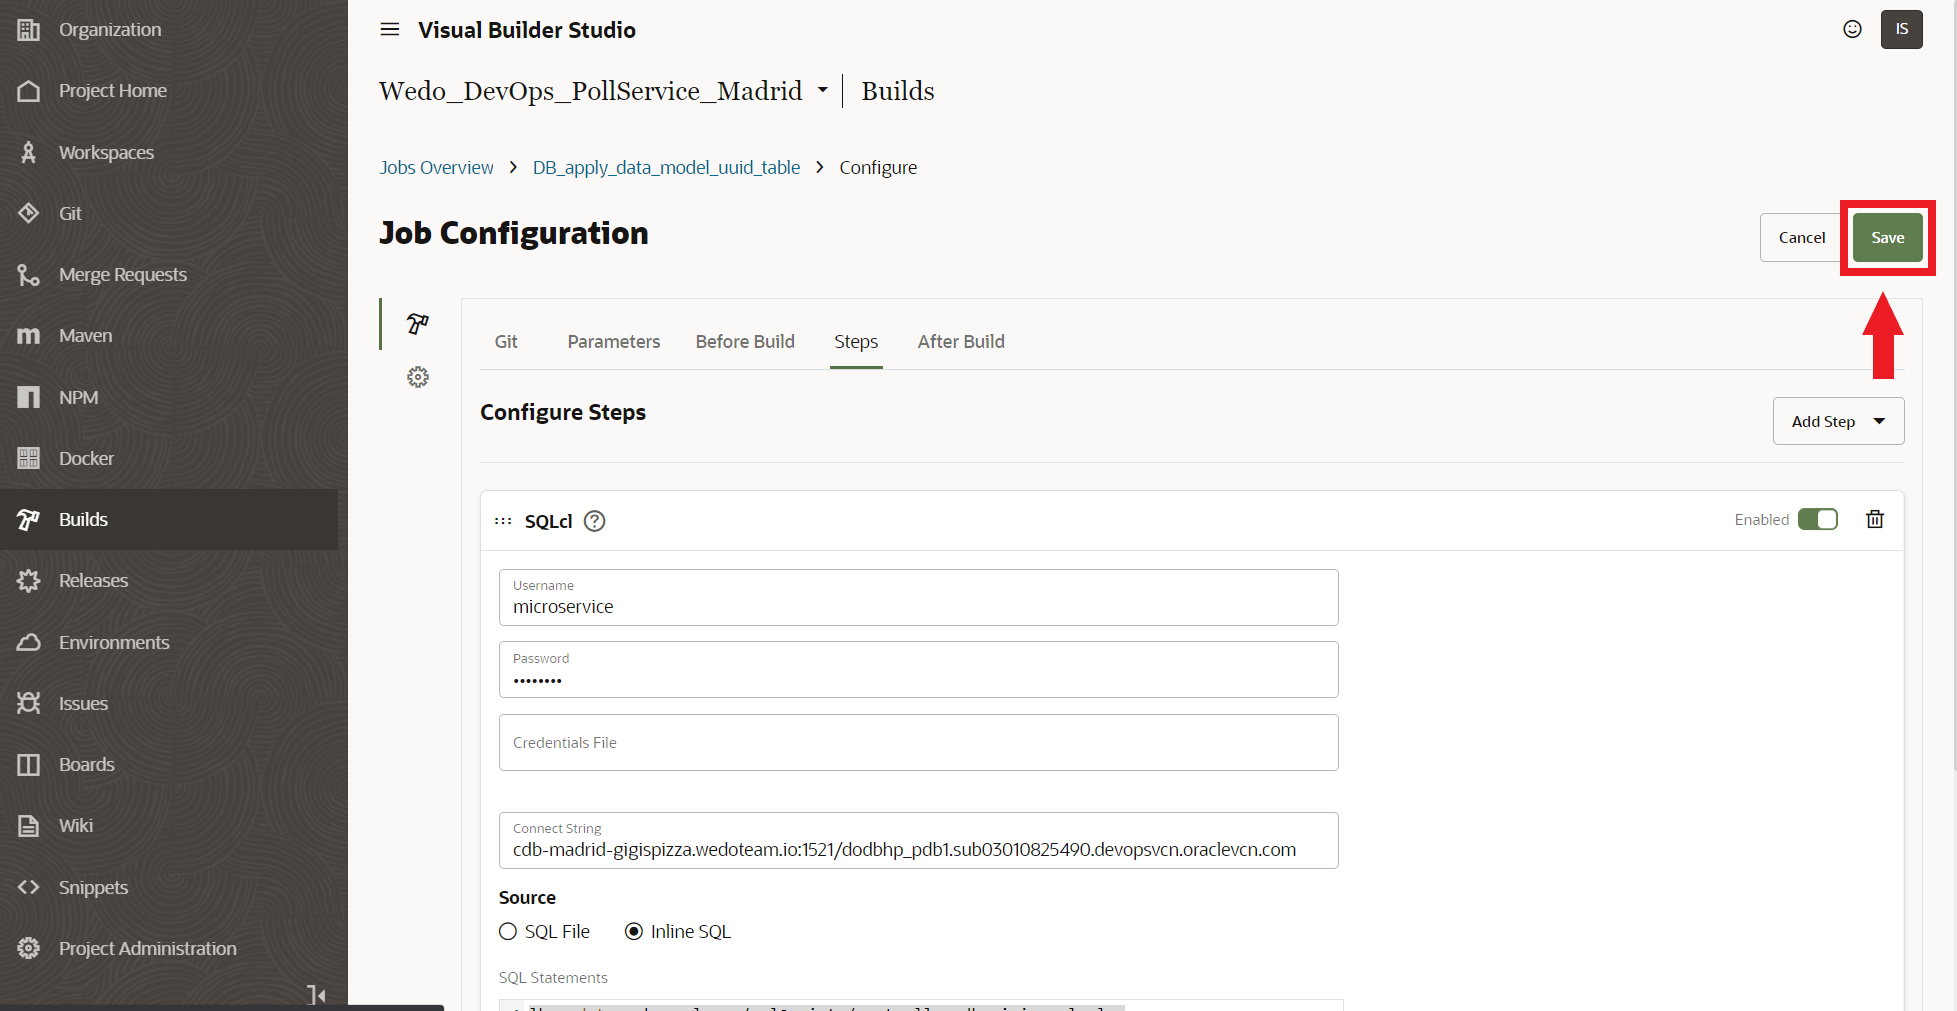 Organization
Project Home
Workspaces
Git
Merge Requests
Maven
NPM
Docker
Builds
Releases
Environments
Issues
Boards
Wiki
Snippets
Project Administration
Visual Builder Studio
IS
Wedo_DevOps_PollService_Madrid
Builds
Jobs Overview > DB_apply_data_model_uuid_table > Configure
Job Configuration
Cancel
Save
Git Parameters Before Build Steps After Build
Configure Steps
Add Step
SQLcl ?
Enabled
Username
microservice
Password
••••••••
Credentials File
Connect String
cdb-madrid-gigispizza.wedoteam.io:1521/dodbhp_pdb1.sub03010825490.devopsvcn.oraclevcn.com
Source
SQL File Inline SQL
SQL Statements